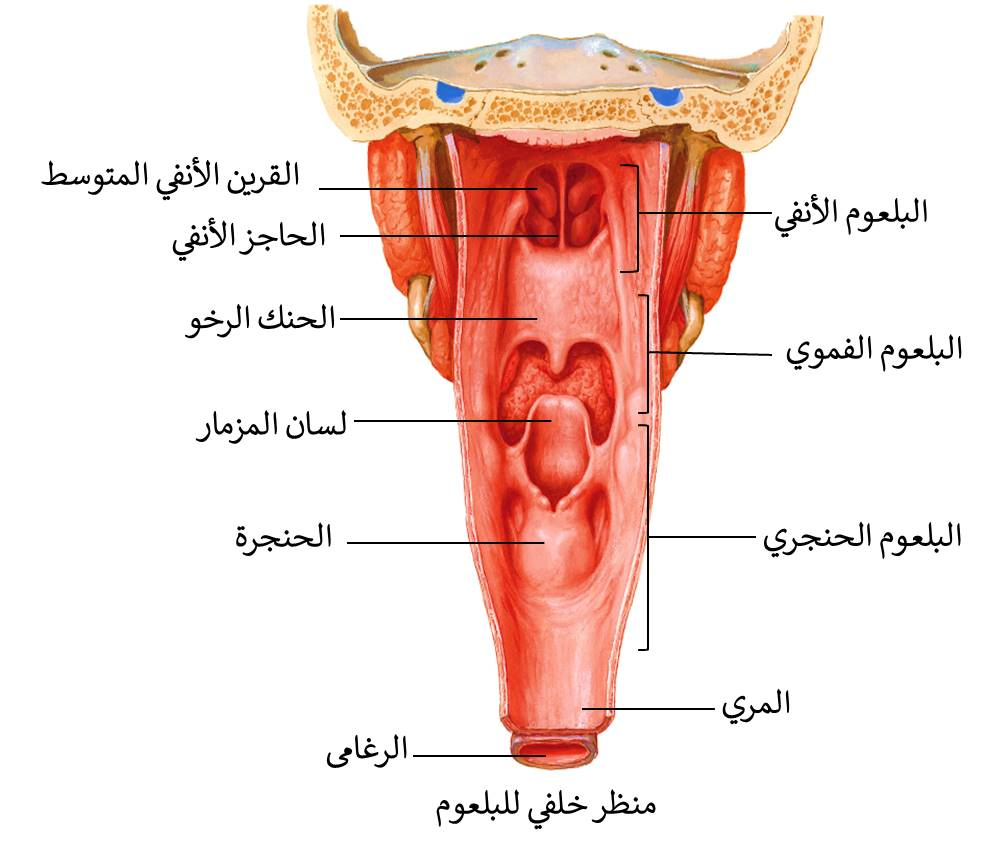 القرين الأنفي المتوسط
البلعوم الأنفي
الحاجز الأنفي
الحنك الرخو
البلعوم الفموي
لسان المزمار
الحنجرة
البلعوم الحنجري
المري
الرغامى
منظر خلفي للبلعوم